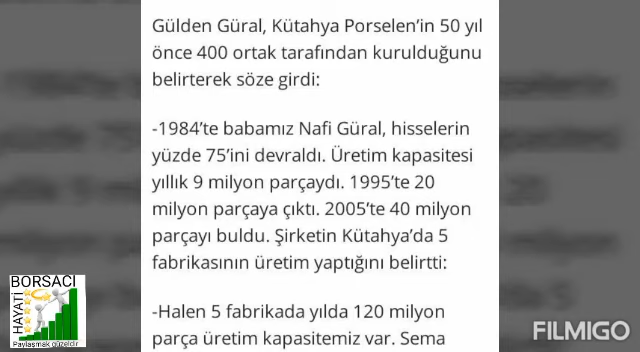 Gülden Güral, Kütahya Porselen’in 50 yıl
önce 400 ortak tarafından kurulduğunu
belirterek söze girdi:
-1984’te babamız Nafi Güral, hisselerin
yüzde 75’ini devraldı. Üretim kapasitesi
yıllık 9 milyon parçaydı. 1995’te 20
milyon parçaya çıktı. 2005’te 40 milyon
parçayı buldu. Şirketin Kütahya’da 5
fabrikasının üretim yaptığını belirtti:
-Halen 5 fabrikada yılda 120 milyon
parça üretim kapasitemiz var. Sema
BORSACI
HAYATİ
Paylaşmak güzeldir
FILMIGO